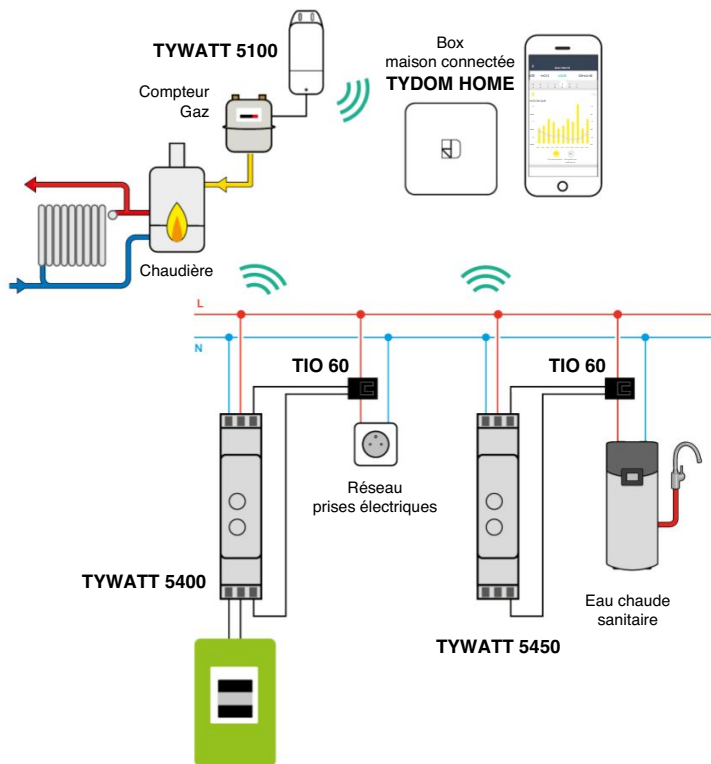 TYWATT 5100
Compteur
Gaz
Box
maison connectée
TYDOM HOME
Chaudière
L
N
TIO 60
TIO 60
Réseau
prises électriques
TYWATT 5400
TYWATT 5450
Eau chaude
sanitaire